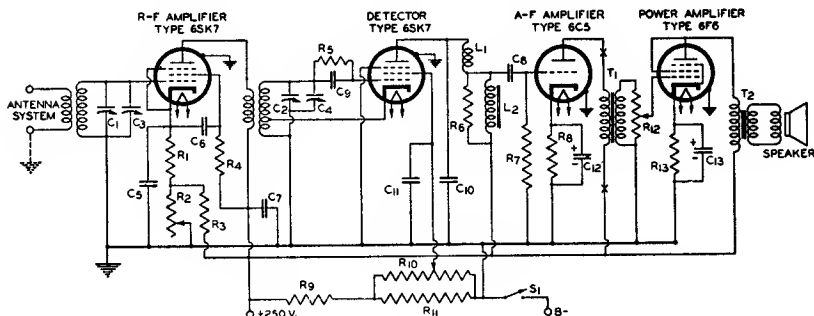 R-F AMPLIFIER
TYPE 6SK7
DETECTOR
TYPE 6SK7
A-F AMPLIFIER
TYPE 6C5
POWER AMPLIFIER
TYPE 6F6
ANTENNA
SYSTEM
C1
C3
C6
R1
R4
C5
R2
R3
C7
R5
C9
C2
C4
C11
C10
L1
C8
R6
L2
R7
R8
C12
T1
R12
R13
C13
T2
SPEAKER
R9
R10
R11
S1
+250 V.
B-